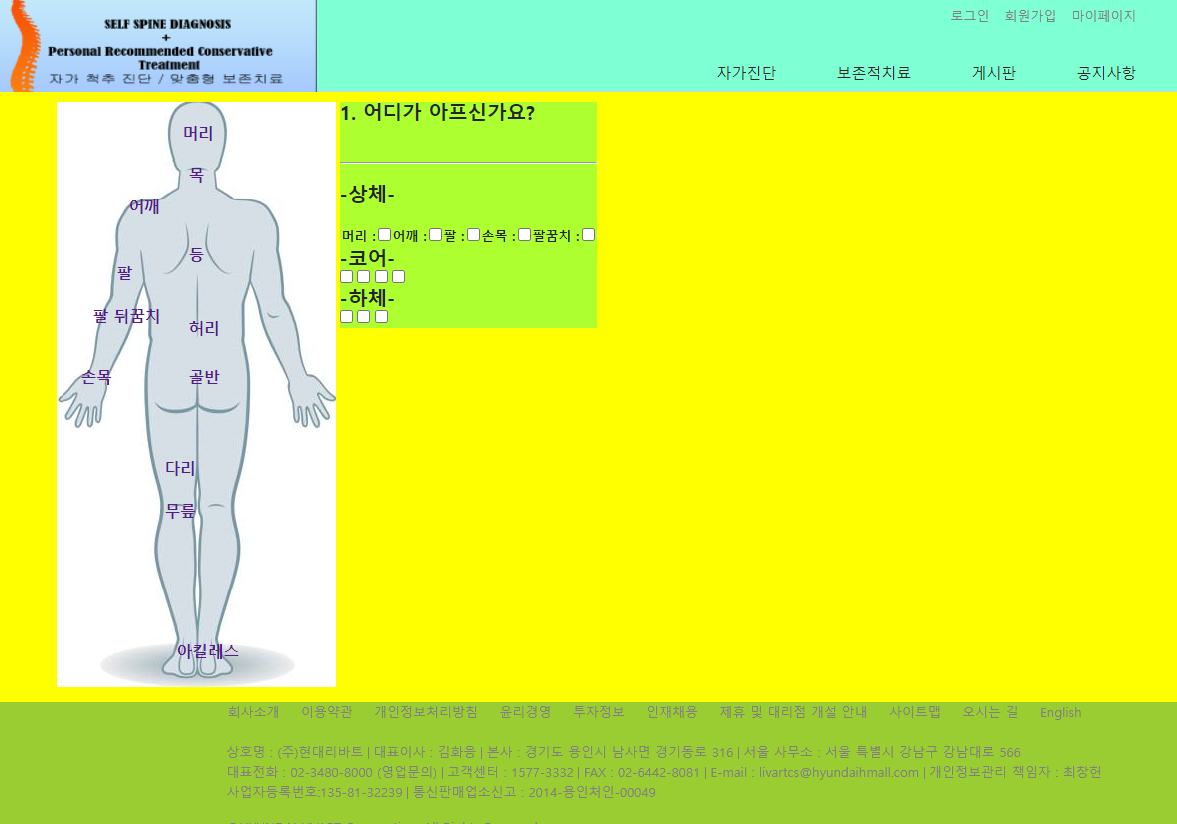 SELF SPINE DIAGNOSIS
+
Personal Recommended Conservative
Treatment
자가 척추 진단 / 맞춤형 보존치료
로그인 회원가입 마이페이지
자가진단 보존적치료 게시판 공지사항
머리
목
어깨
등
팔
팔 뒤꿈치
허리
손목
골반
다리
무릎
아킬레스
1. 어디가 아프신가요?
-상체-
머리 : 어깨 : 팔 : 손목 : 팔꿈치 :
-코어-
-하체-
회사소개 이용약관 개인정보처리방침 윤리경영 투자정보 인재채용 제휴 및 대리점 개설 안내 사이트맵 오시는 길 English
상호명 : (주)현대리바트 | 대표이사 : 김화응 | 본사 : 경기도 용인시 남사면 경기동로 316 | 서울 사무소 : 서울 특별시 강남구 강남대로 566
대표전화 : 02-3480-8000 (영업문의) | 고객센터 : 1577-3332 | FAX : 02-6442-8081 | E-mail : livartcs@hyundaihmall.com | 개인정보관리 책임자 : 최창헌
사업자등록번호:135-81-32239 | 통신판매업소신고 : 2014-용인처인-00049